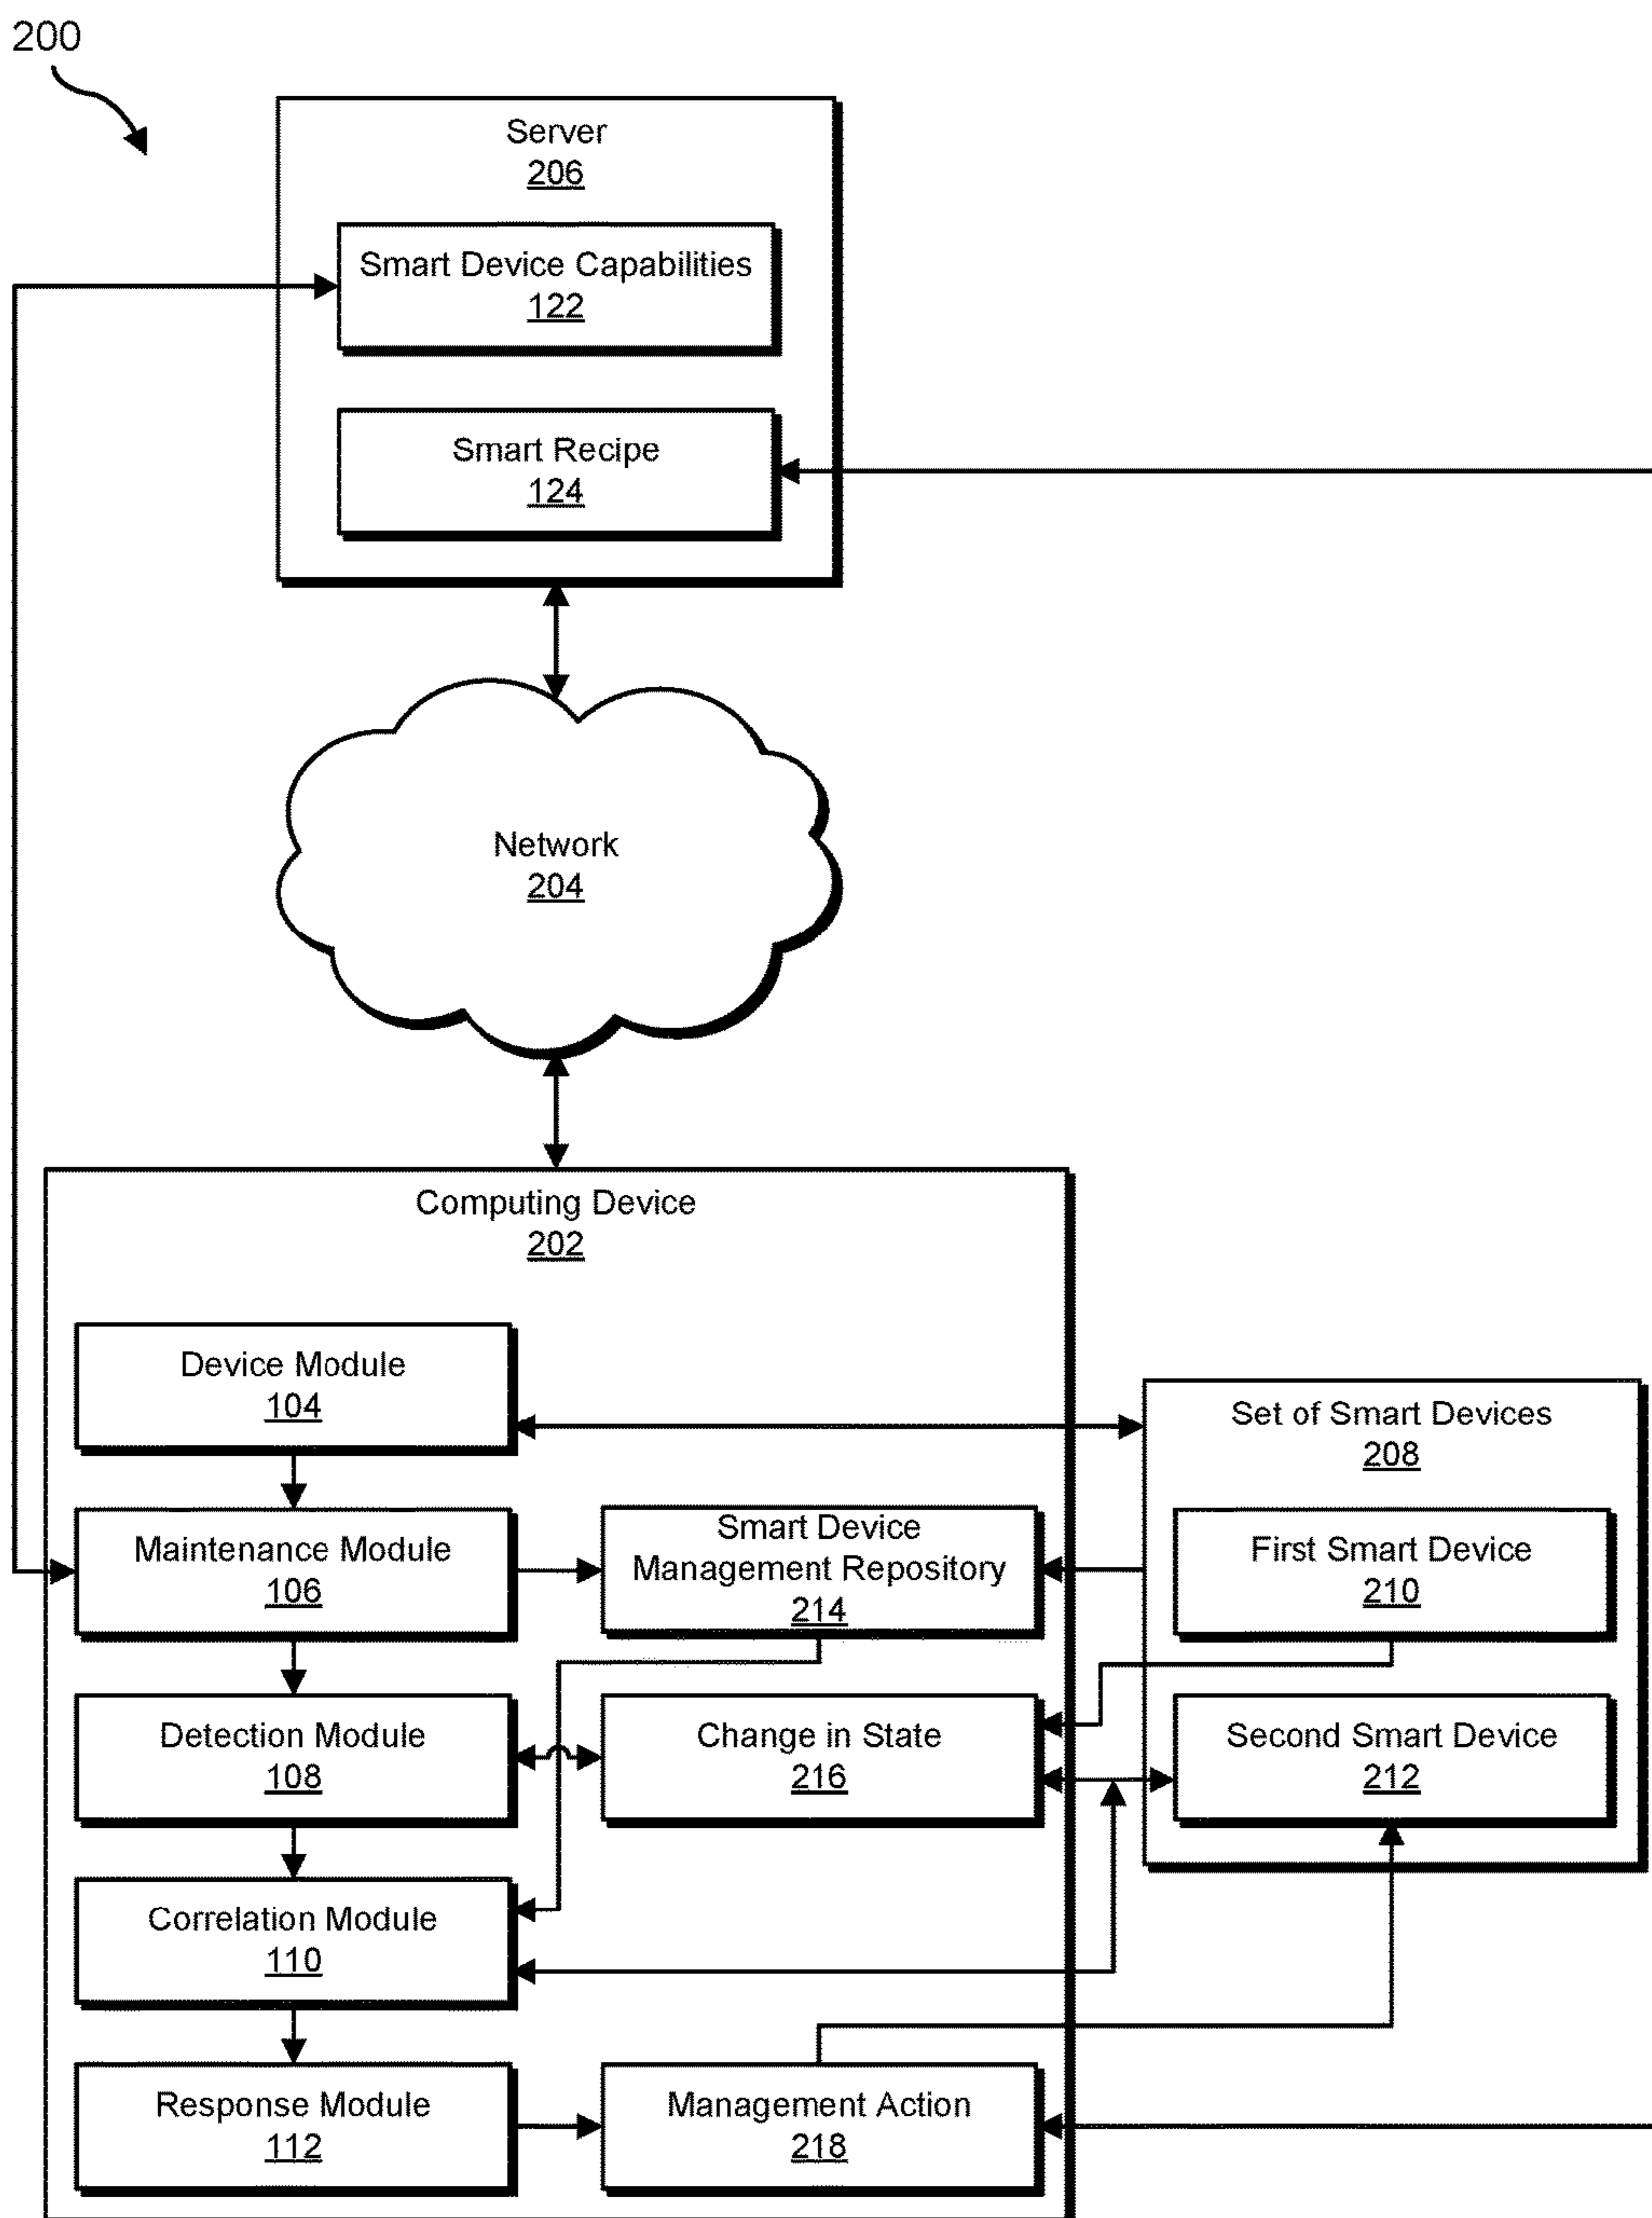 200
Server
206
Smart Device Capabilities
122
Smart Recipe
124
Network
204
Computing Device
202
Device Module
104
Set of Smart Devices
208
Maintenance Module
106
Smart Device
Management Repository
214
First Smart Device
210
Detection Module
108
Change in State
216
Second Smart Device
212
Correlation Module
110
Response Module
112
Management Action
218